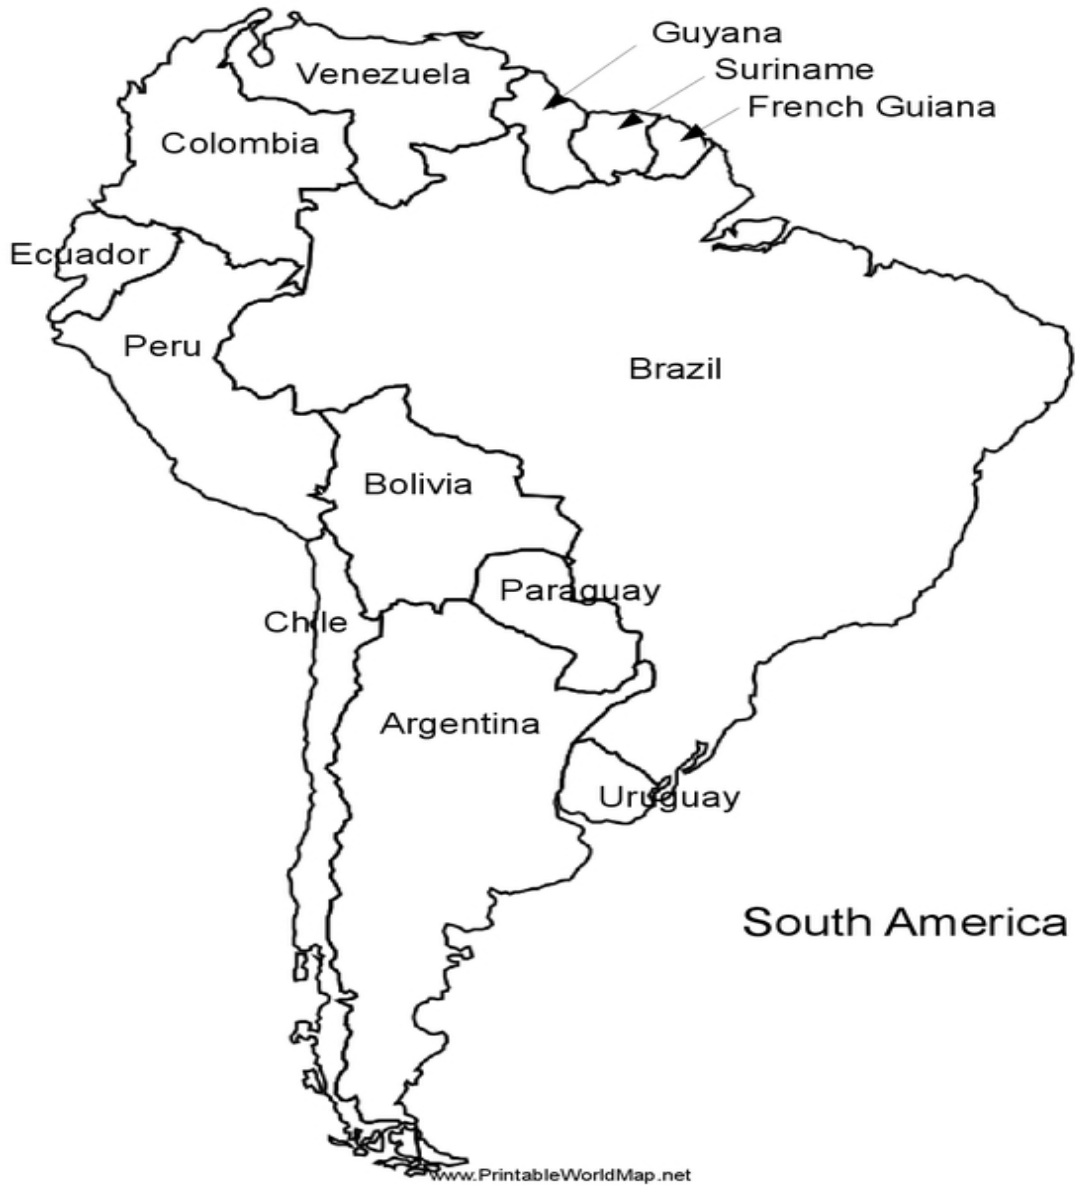 Guyana
Suriname
French Guiana
Venezuela
Colombia
Ecuador
Peru
Brazil
Bolivia
Paraguay
Chile
Argentina
Uruguay
South America
www.PrintableWorldMap.net